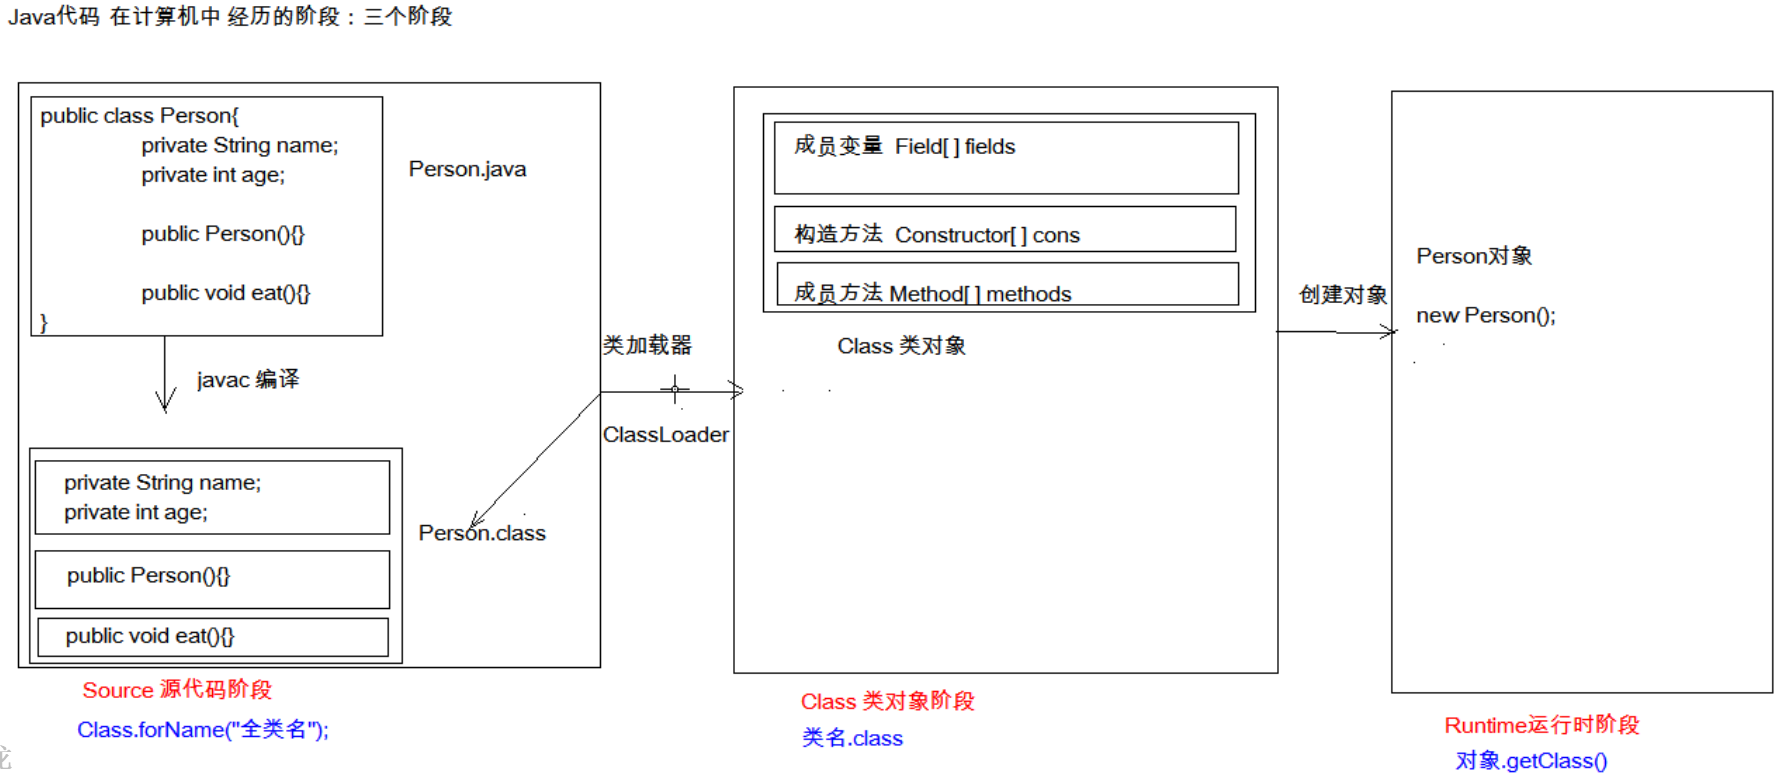 Java代码 在计算机中 经历的阶段：三个阶段
public class Person{
private String name;
private int age;
public Person(){}
public void eat(){}
}
Person.java
javac 编译
private String name;
private int age;
public Person(){}
public void eat(){}
Person.class
Source 源代码阶段
Class.forName("全类名");
类加载器
ClassLoader
成员变量 Field[ ] fields
构造方法 Constructor[ ] cons
成员方法 Method[ ] methods
Class 类对象
Class 类对象阶段
类名.class
创建对象
Person对象
new Person();
Runtime运行时阶段
对象.getClass()